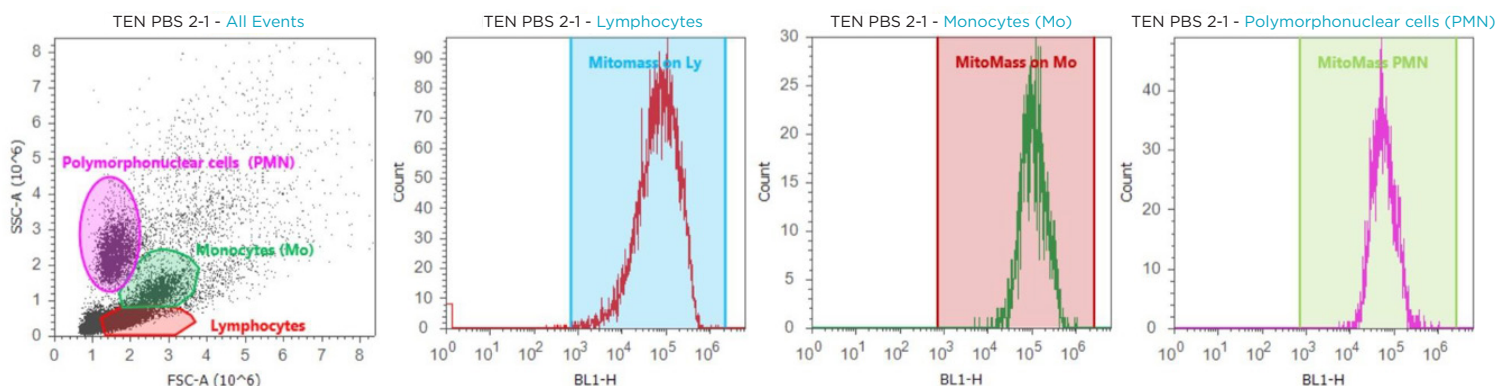 TEN PBS 2-1 - All Events
8
7
6
5
4
3
2
1
0
SSC-A (10^6)
Polymorphonuclear cells (PMN)
Monocytes (Mo)
Lymphocytes
0 1 2 3 4 5 6 7 8
FSC-A (10^6)
TEN PBS 2-1 - Lymphocytes
90
80
70
60
50
40
30
20
10
0
Count
Mitomass on Ly
10^0 10^1 10^2 10^3 10^4 10^5 10^6
BL1-H
TEN PBS 2-1 - Monocytes (Mo)
30
25
20
15
10
5
0
Count
MitoMass on Mo
10^0 10^1 10^2 10^3 10^4 10^5 10^6
BL1-H
TEN PBS 2-1 - Polymorphonuclear cells (PMN)
40
30
20
10
0
Count
MitoMass PMN
10^0 10^1 10^2 10^3 10^4 10^5 10^6
BL1-H